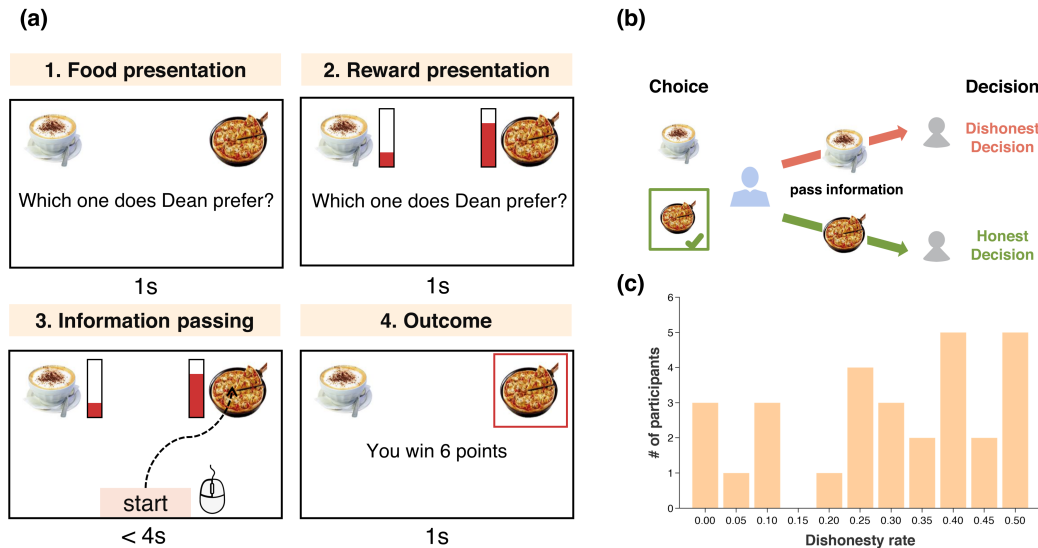 (a)
1. Food presentation
Which one does Dean prefer?
1s
2. Reward presentation
Which one does Dean prefer?
1s
3. Information passing
start
< 4s
4. Outcome
You win 6 points
1s
(b)
Choice
Decision
pass information
Dishonest
Decision
Honest
Decision
(c)
# of participants
6
5
4
3
2
1
0
0.00 0.05 0.10 0.15 0.20 0.25 0.30 0.35 0.40 0.45 0.50
Dishonesty rate